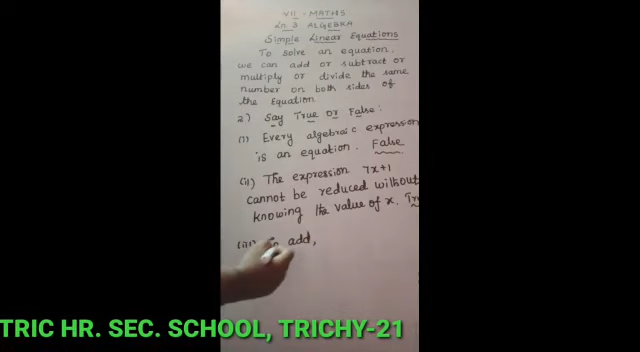 VII - MATHS
Ln 3 ALGEBRA
Simple Linear Equations
To solve an equation,
we can add or subtract or
multiply or divide the same
number on both sides of
the Equation
2) Say True or False:
(i) Every algebraic expression
is an equation. False
(ii) The expression 7x+1
cannot be reduced without
knowing the value of x. Tru
(iii) To add,
TRIC HR. SEC. SCHOOL, TRICHY-21